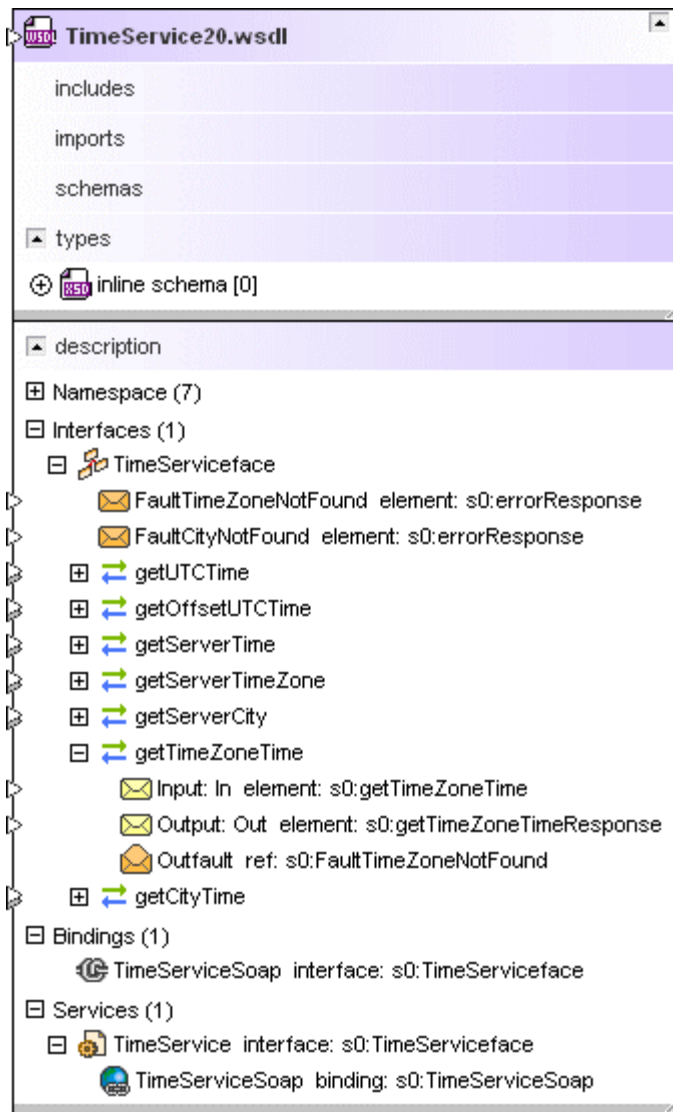 WSDL TimeService20.wsdl
includes
imports
schemas
types
XSD inline schema [0]
description
Namespace (7)
Interfaces (1)
TimeServiceface
FaultTimeZoneNotFound element: s0:errorResponse
FaultCityNotFound element: s0:errorResponse
getUTCTime
getOffsetUTCTime
getServerTime
getServerTimeZone
getServerCity
getTimeZoneTime
Input: In element: s0:getTimeZoneTime
Output: Out element: s0:getTimeZoneTimeResponse
Outfault ref: s0:FaultTimeZoneNotFound
getCityTime
Bindings (1)
TimeServiceSoap interface: s0:TimeServiceface
Services (1)
TimeService interface: s0:TimeServiceface
TimeServiceSoap binding: s0:TimeServiceSoap